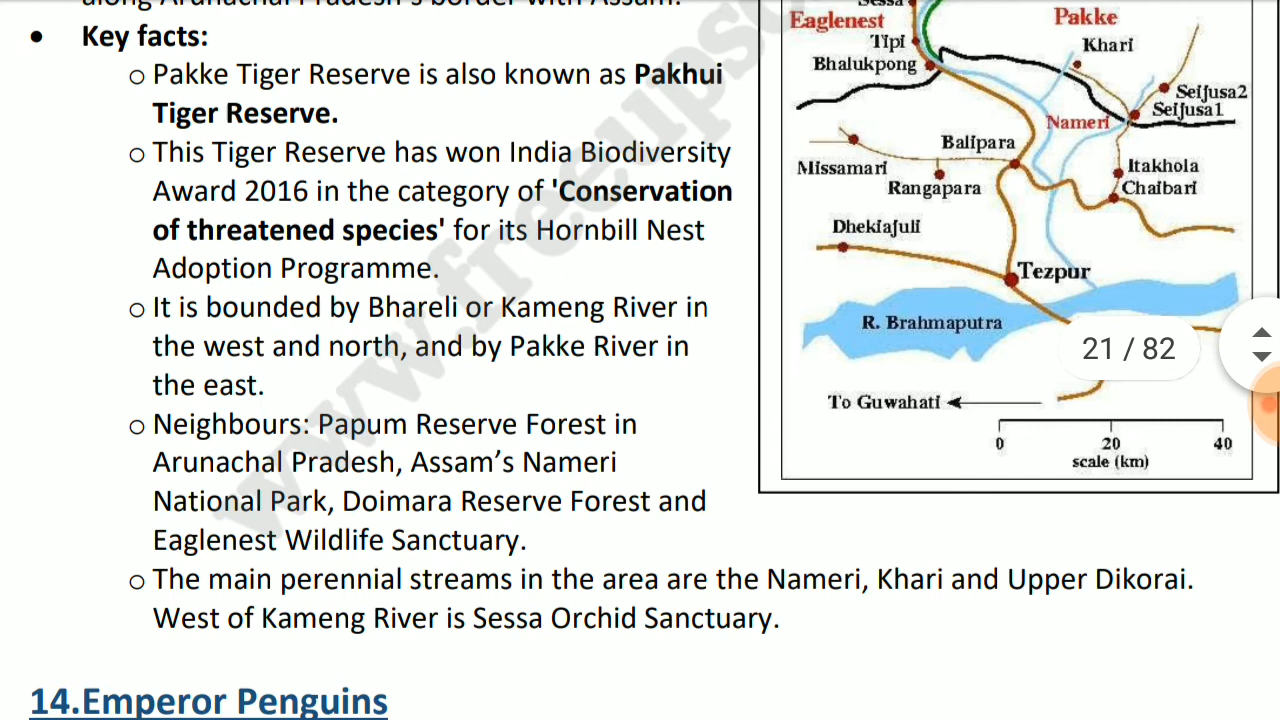 along Arunachal Pradesh's border with Assam.
• Key facts:
o Pakke Tiger Reserve is also known as Pakhui
Tiger Reserve.
o This Tiger Reserve has won India Biodiversity
Award 2016 in the category of 'Conservation
of threatened species' for its Hornbill Nest
Adoption Programme.
o It is bounded by Bhareli or Kameng River in
the west and north, and by Pakke River in
the east.
o Neighbours: Papum Reserve Forest in
Arunachal Pradesh, Assam’s Nameri
National Park, Doimara Reserve Forest and
Eaglenest Wildlife Sanctuary.
o The main perennial streams in the area are the Nameri, Khari and Upper Dikorai.
West of Kameng River is Sessa Orchid Sanctuary.
14.Emperor Penguins
Sessa
Eaglenest
Pakke
Tipi
Khari
Bhalukpong
Seijusa2
Seijusa1
Nameri
Balipara
Missamari
Rangapara
Itakhola
Chaibari
Dhekiajuli
Tezpur
R. Brahmaputra
21 / 82
To Guwahati
0 20 40
scale (km)